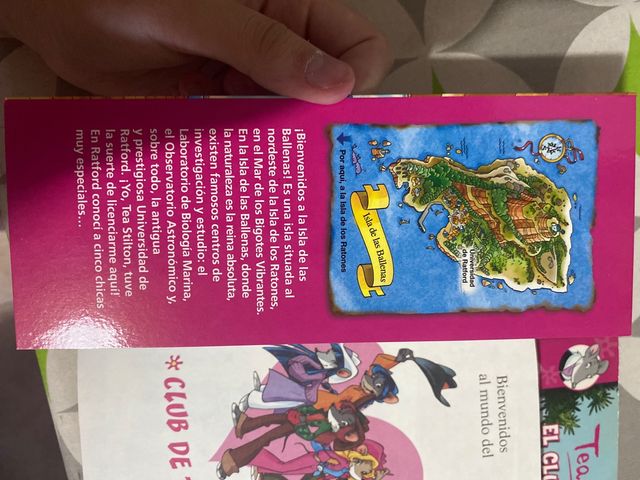 Isla de las Ballenas
Universidad
de Ratford
Por aquí, a la Isla de los Ratones
¡Bienvenidos a la Isla de las
Ballenas! Es una isla situada al
nordeste de la Isla de los Ratones,
en el Mar de los Bigotes Vibrantes.
En la Isla de las Ballenas, donde
la naturaleza es la reina absoluta,
existen famosos centros de
investigación y estudio: el
Laboratorio de Biología Marina,
el Observatorio Astronómico y,
sobre todo, la antigua
y prestigiosa Universidad de
Ratford. ¡Yo, Tea Stilton, tuve
la suerte de licenciarme aquí!
En Ratford conocí a cinco chicas
muy especiales...
Tea
EL CLU
Bienvenidos
al mundo del
CLUB DE